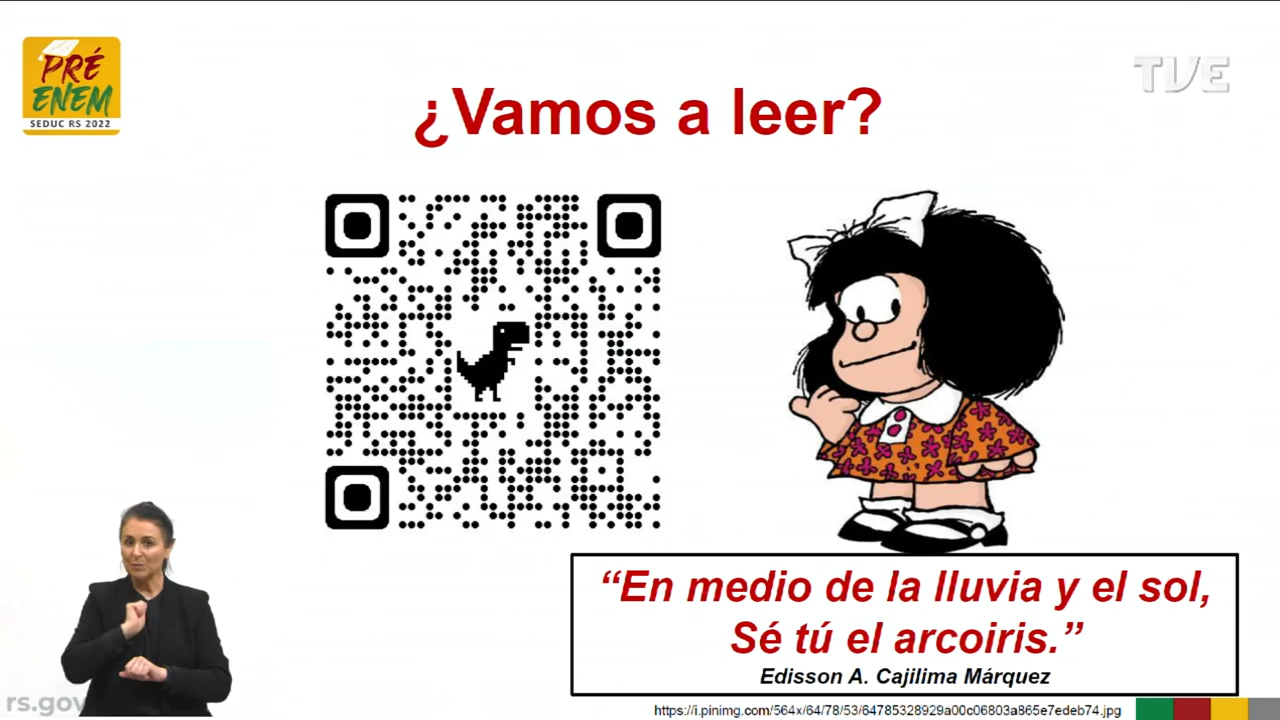 PRÉ
ENEM
SEDUC RS 2022
TVE
¿Vamos a leer?
“En medio de la lluvia y el sol,
Sé tú el arcoiris.”
Edisson A. Cajilima Márquez
rs.gov
https://i.pinimg.com/564x/64/78/53/64785328929a00c06803a865e7edeb74.jpg